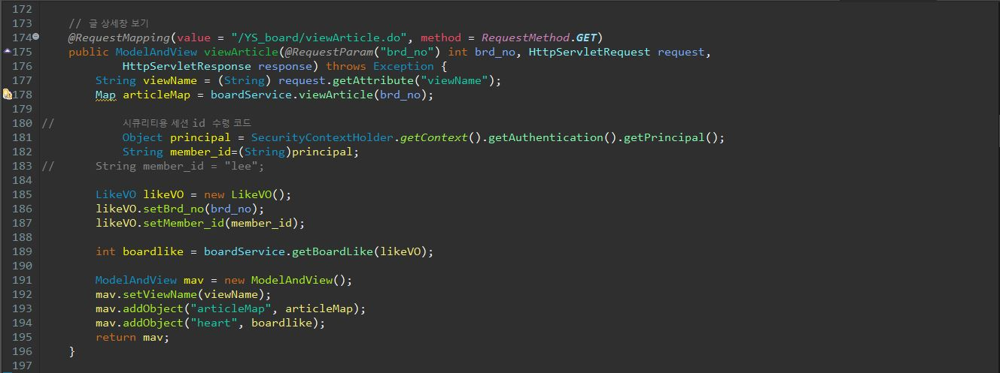 172
173 // 글 상세창 보기
174 @RequestMapping(value = "/YS_board/viewArticle.do", method = RequestMethod.GET)
175 public ModelAndView viewArticle(@RequestParam("brd_no") int brd_no, HttpServletRequest request,
176 HttpServletResponse response) throws Exception {
177 String viewName = (String) request.getAttribute("viewName");
178 Map articleMap = boardService.viewArticle(brd_no);
179
180 // 시큐리티용 세션 id 수령 코드
181 Object principal = SecurityContextHolder.getContext().getAuthentication().getPrincipal();
182 String member_id=(String)principal;
183 // String member_id = "lee";
184
185 LikeVO likeVO = new LikeVO();
186 likeVO.setBrd_no(brd_no);
187 likeVO.setMember_id(member_id);
188
189 int boardlike = boardService.getBoardLike(likeVO);
190
191 ModelAndView mav = new ModelAndView();
192 mav.setViewName(viewName);
193 mav.addObject("articleMap", articleMap);
194 mav.addObject("heart", boardlike);
195 return mav;
196 }
197